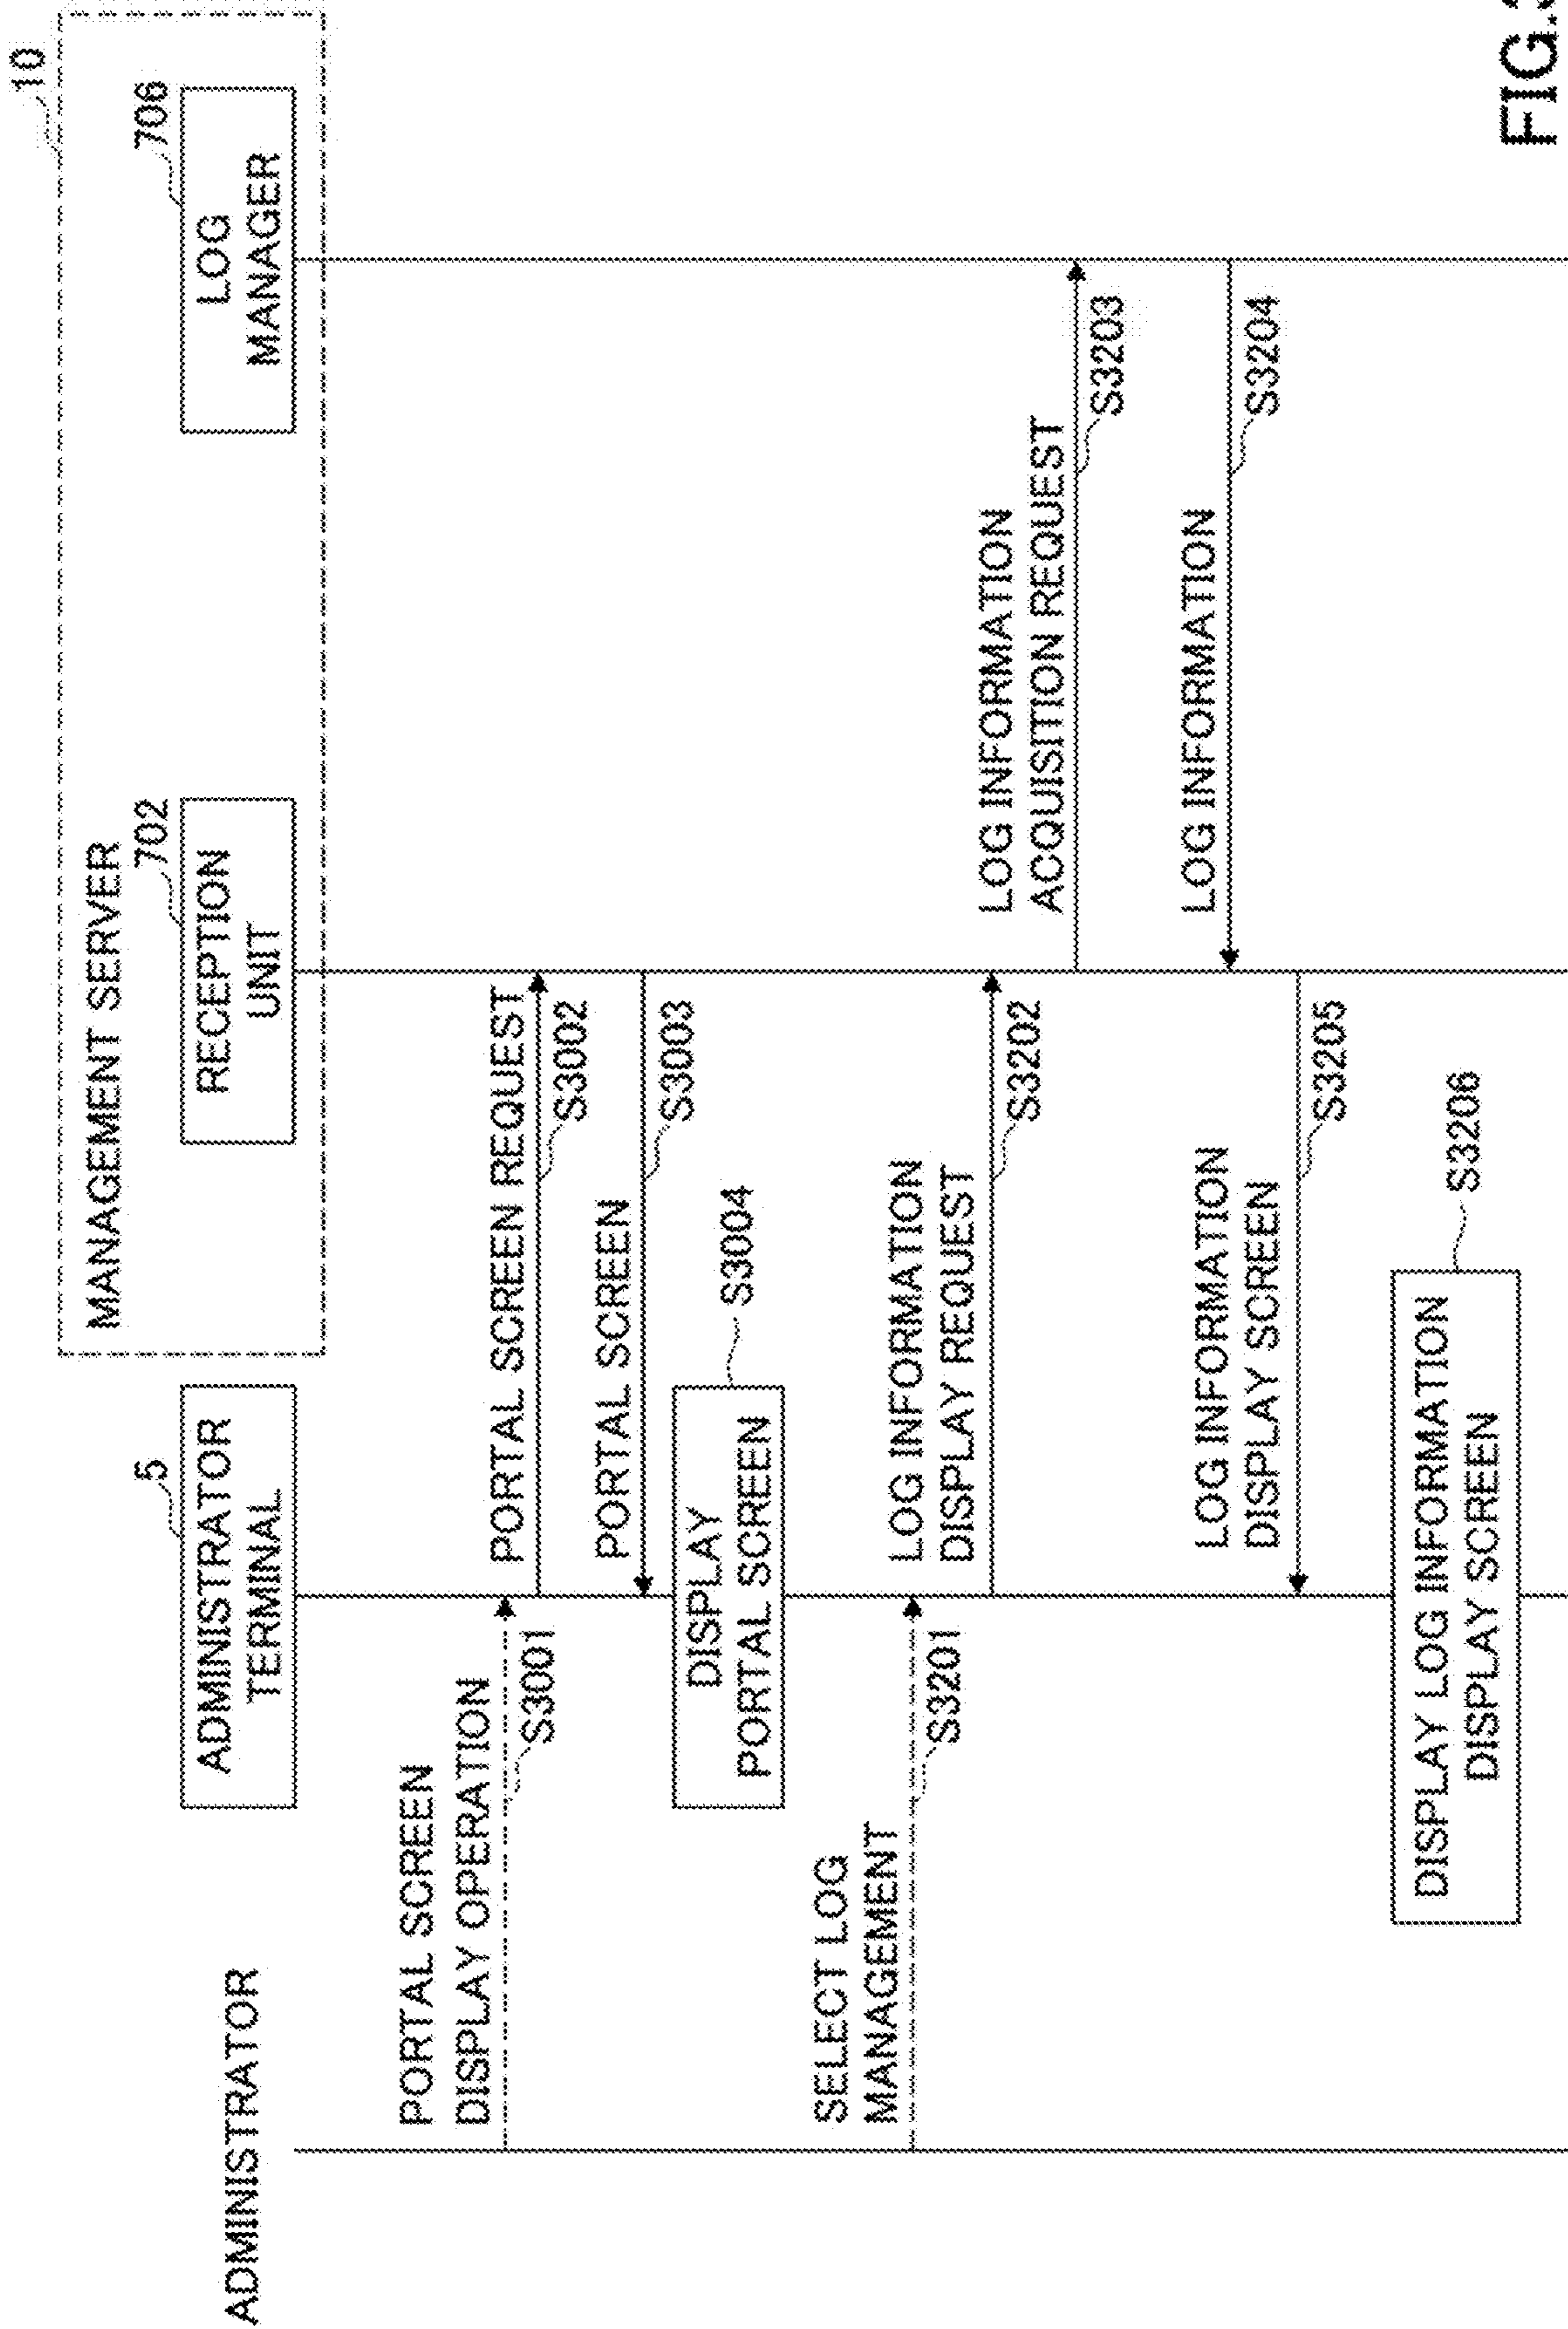 10
MANAGEMENT SERVER
5
702
706
ADMINISTRATOR
ADMINISTRATOR
TERMINAL
RECEPTION
UNIT
LOG
MANAGER
PORTAL SCREEN
DISPLAY OPERATION
S3001
PORTAL SCREEN REQUEST
S3002
PORTAL SCREEN
S3003
DISPLAY
PORTAL SCREEN
S3004
SELECT LOG
MANAGEMENT
S3201
LOG INFORMATION
DISPLAY REQUEST
S3202
LOG INFORMATION
ACQUISITION REQUEST
S3203
LOG INFORMATION
S3204
LOG INFORMATION
DISPLAY SCREEN
S3205
DISPLAY LOG INFORMATION
DISPLAY SCREEN
S3206
FIG.